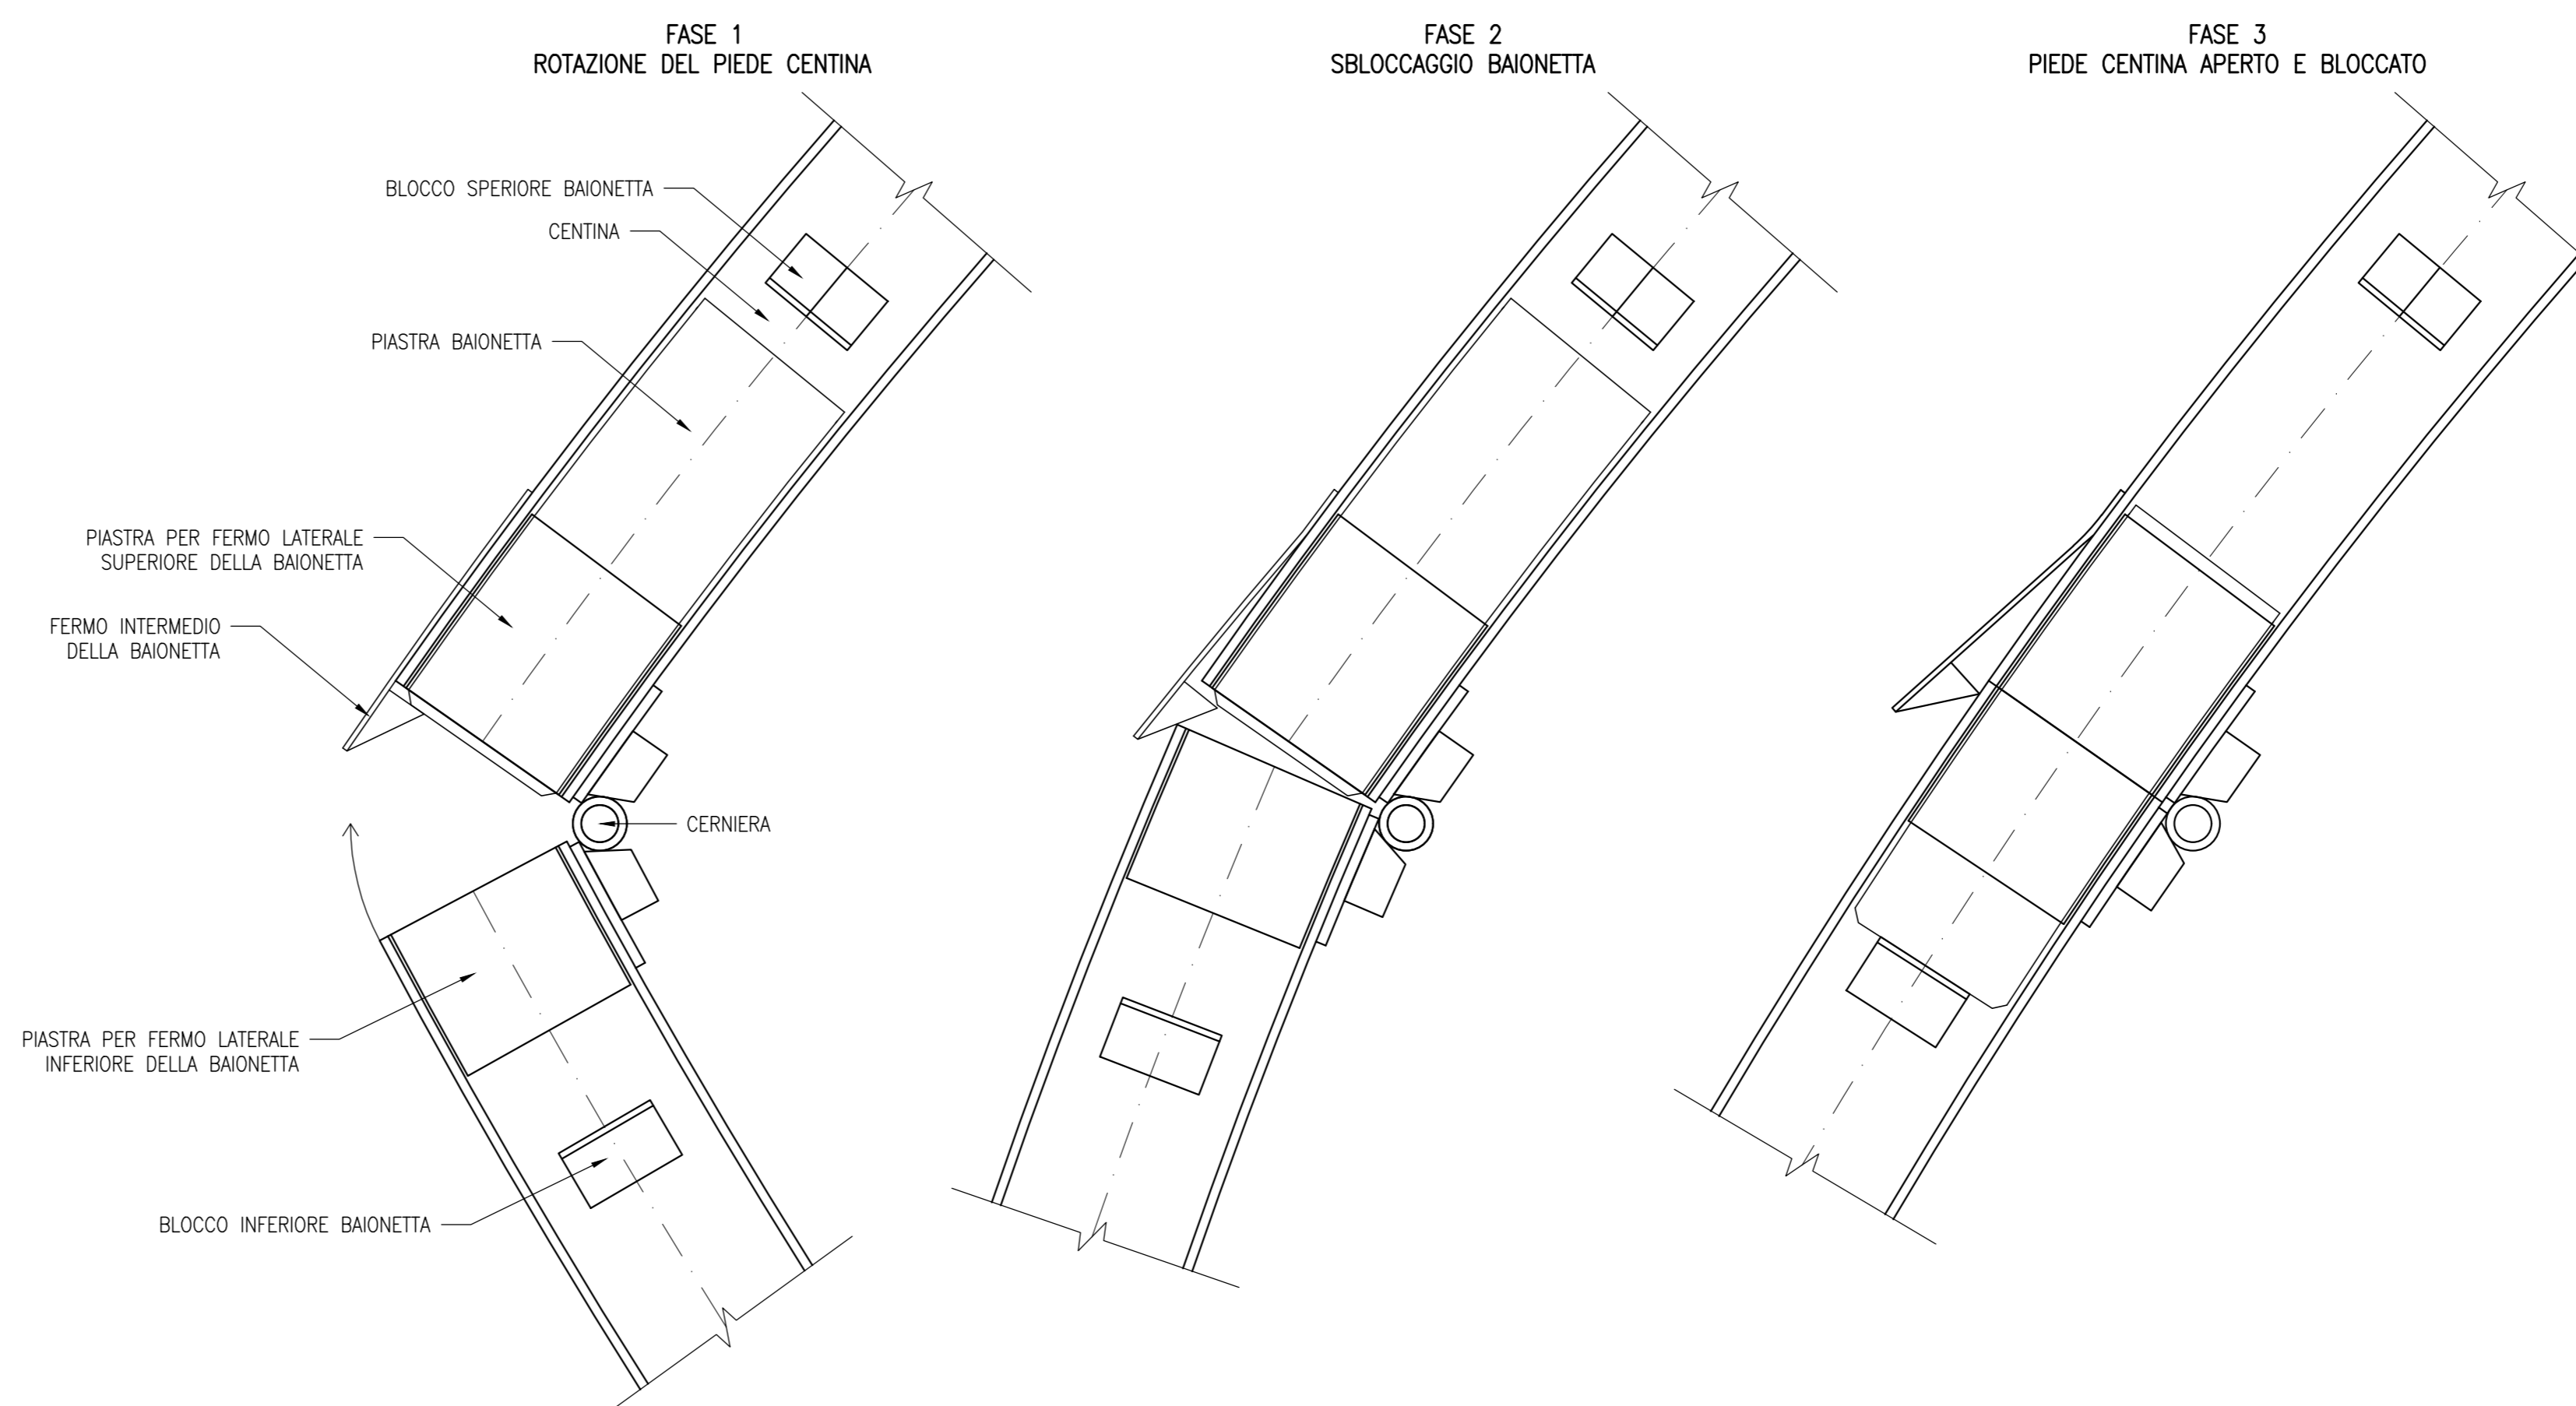 FASE 1
ROTAZIONE DEL PIEDE CENTINA
FASE 2
SBLOCCAGGIO BAIONETTA
FASE 3
PIEDE CENTINA APERTO E BLOCCATO
BLOCCO SPERIORE BAIONETTA
CENTINA
PIASTRA BAIONETTA
PIASTRA PER FERMO LATERALE
SUPERIORE DELLA BAIONETTA
FERMO INTERMEDIO
DELLA BAIONETTA
CERNIERA
PIASTRA PER FERMO LATERALE
INFERIORE DELLA BAIONETTA
BLOCCO INFERIORE BAIONETTA